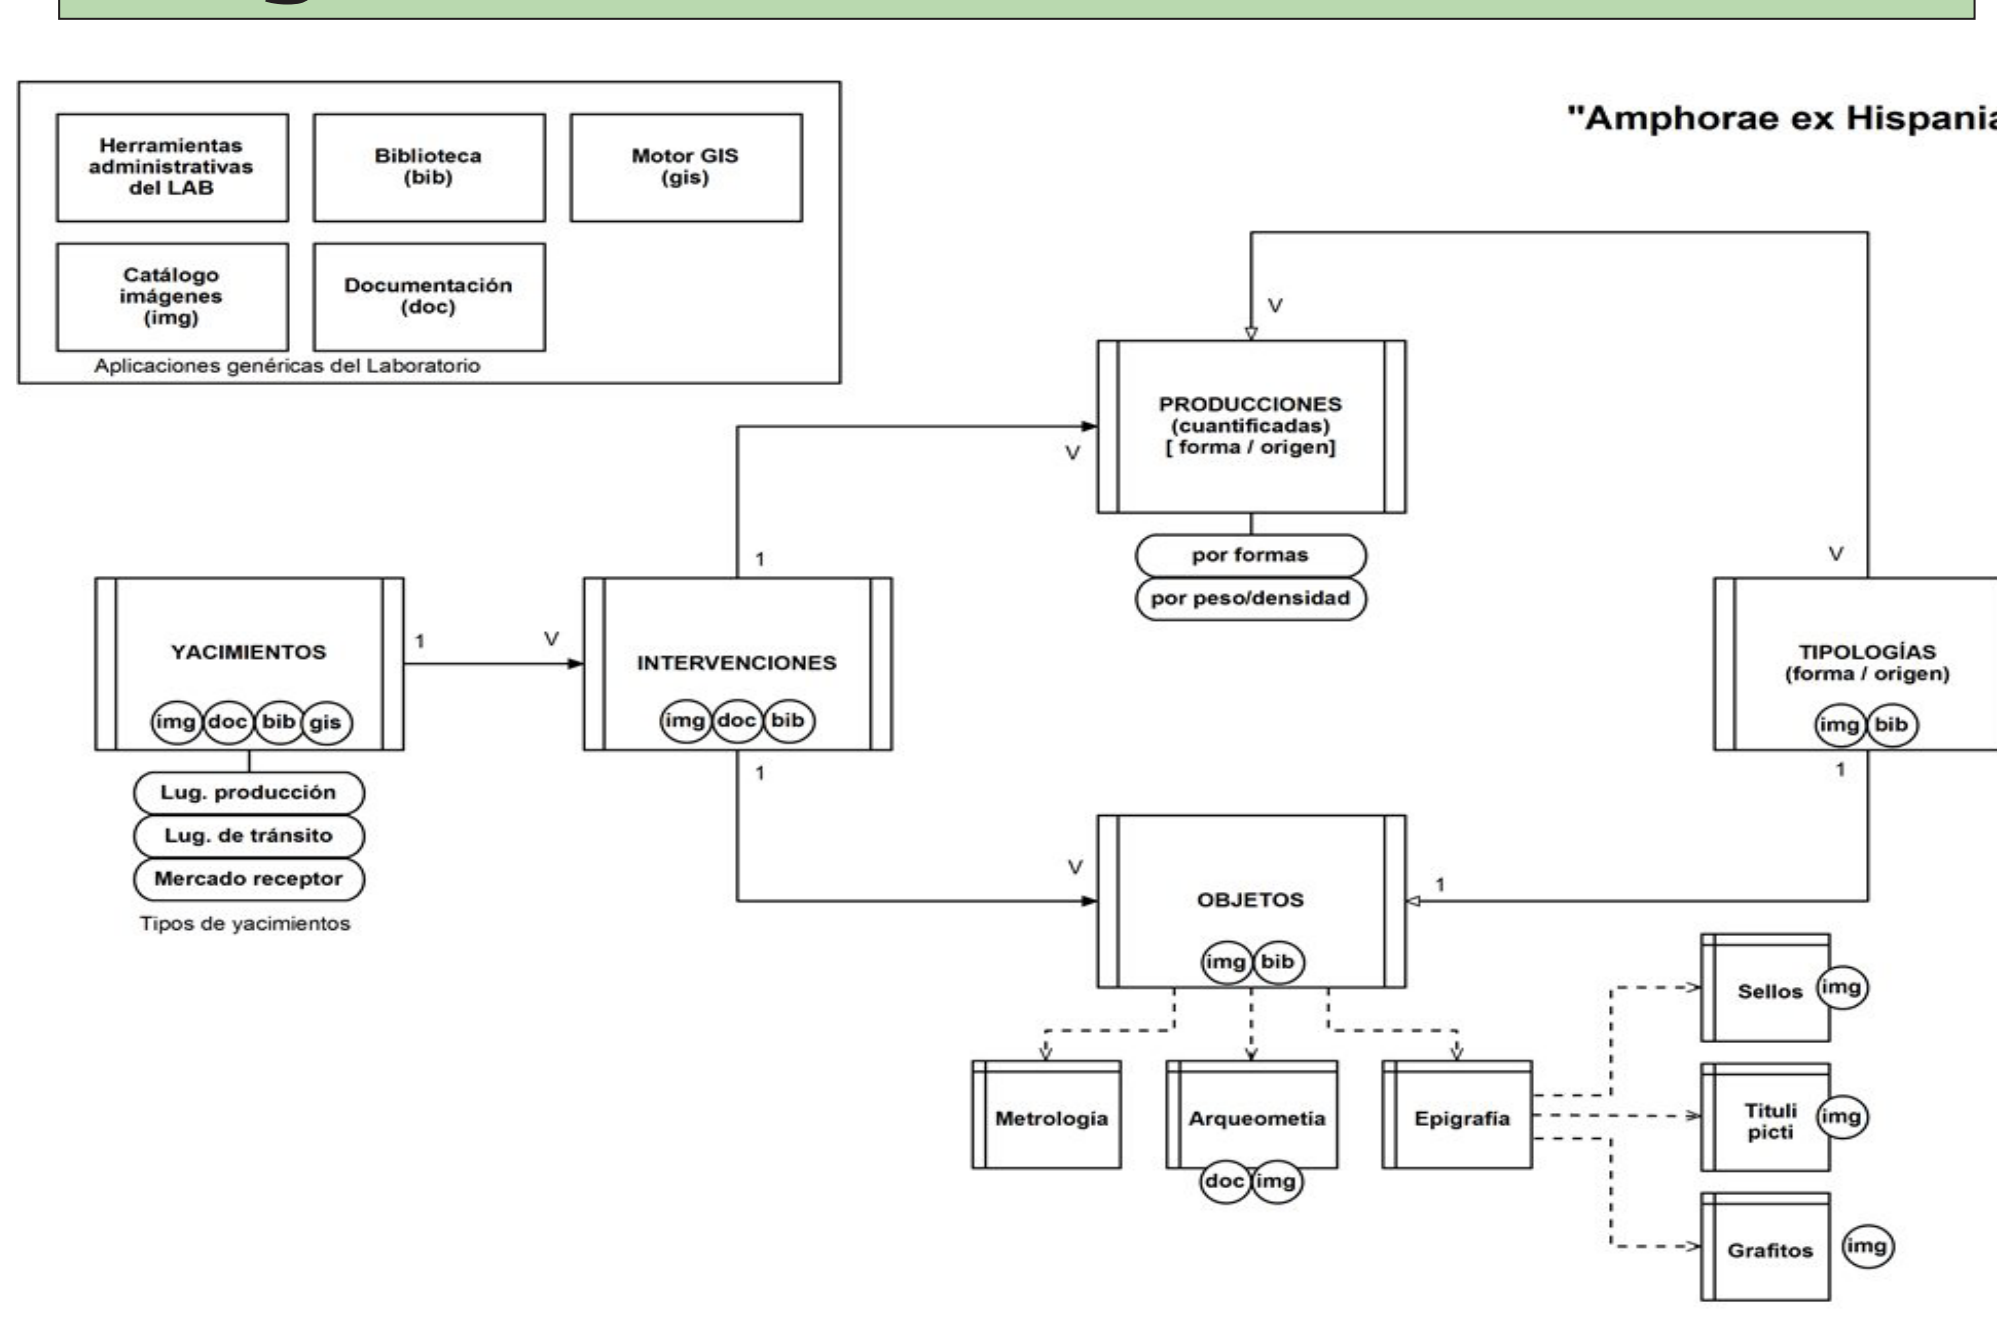 "Amphorae ex Hispania
Herramientas
administrativas
del LAB
Biblioteca
(bib)
Motor GIS
(gis)
Catálogo
imágenes
(img)
Documentación
(doc)
Aplicaciones genéricas del Laboratorio
V
PRODUCCIONES
(cuantificadas)
[ forma / origen]
V
por formas
por peso/densidad
1
V
YACIMIENTOS
img doc bib gis
1
V
INTERVENCIONES
img doc bib
TIPOLOGÍAS
(forma / origen)
img bib
Lug. producción
Lug. de tránsito
Mercado receptor
Tipos de yacimientos
1
1
V
1
OBJETOS
img bib
Metrología
Arqueometía
doc img
Epigrafía
Sellos
img
Tituli
picti
img
Grafitos
img